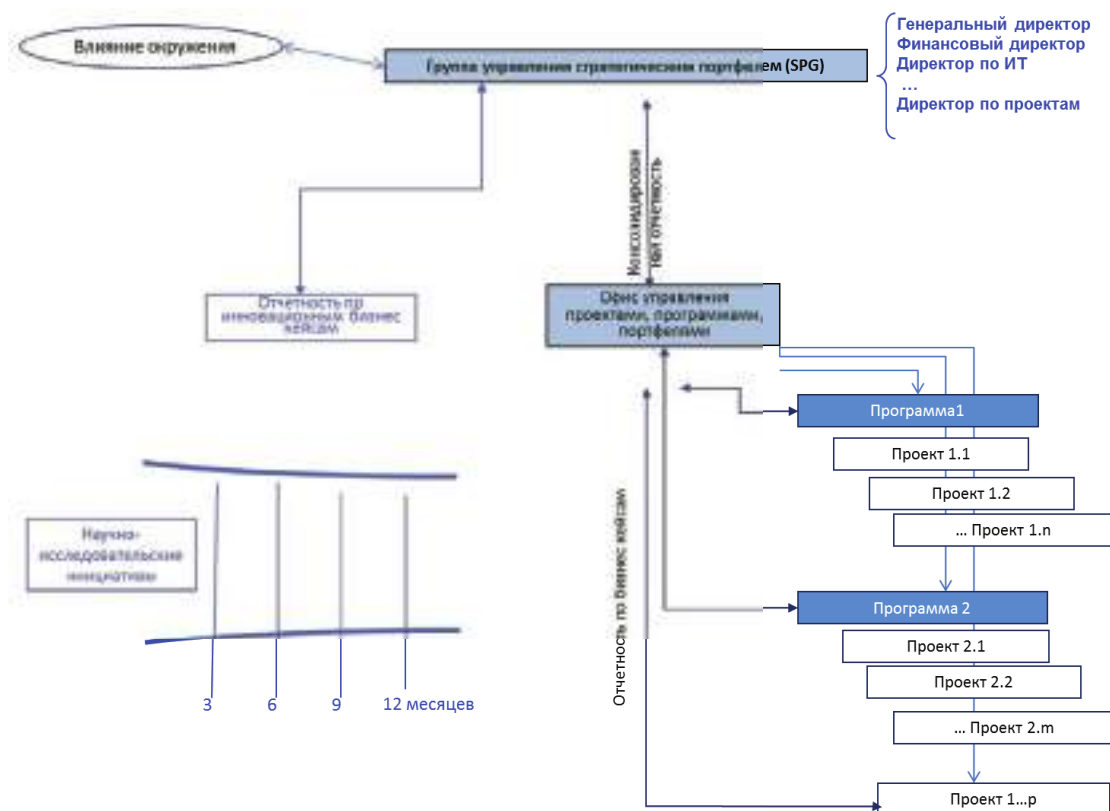 Влияние окружения
Группа управления стратегическим портфелем (SPG)
Генеральный директор
Финансовый директор
Директор по ИТ
...
Директор по проектам
Консолидирован
ная отчетность
Отчетность по
инновационным бизнес
кейсам
Офис управления
проектами, программами,
портфелями
Программа1
Проект 1.1
Проект 1.2
... Проект 1.n
Научно-
исследовательские
инициативы
Отчетность по бизнес кейсам
Программа 2
Проект 2.1
Проект 2.2
... Проект 2.m
Проект 1...p
3
6
9
12 месяцев